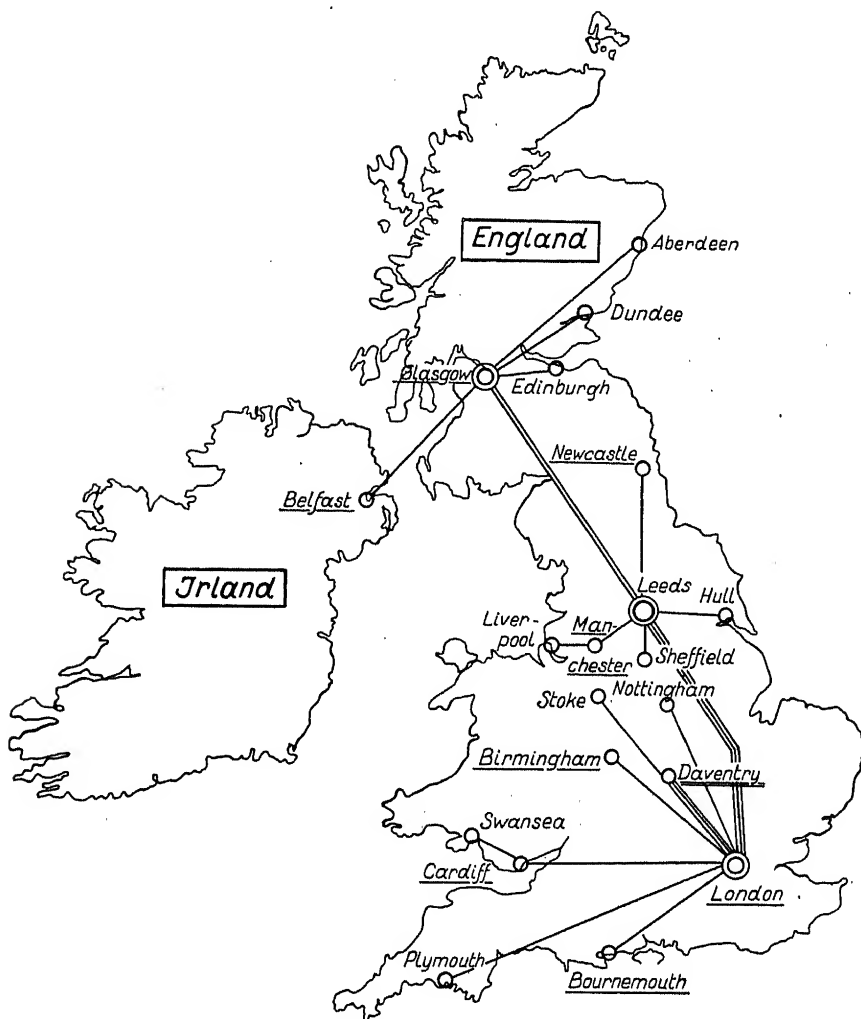 England
Aberdeen
Dundee
Glasgow
Edinburgh
Newcastle
Belfast
Jrland
Leeds
Hull
Liver-
pool
Man-
chester
Sheffield
Stoke
Nottingham
Birmingham
Daventry
Swansea
Cardiff
London
Plymouth
Bournemouth